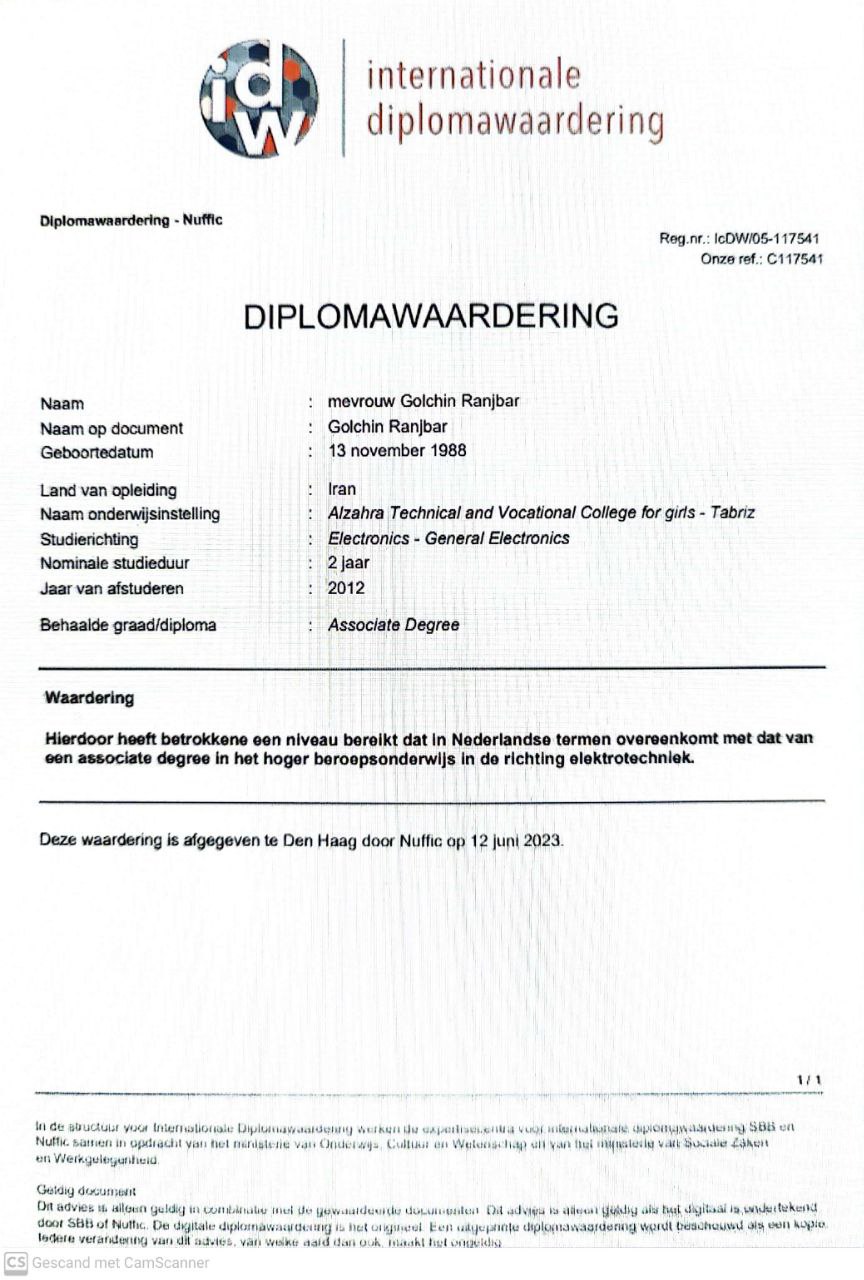 idw
internationale
diplomawaardering
Diplomawaardering - Nuffic
Reg.nr.: IcDW/05-117541
Onze ref.: C117541
DIPLOMAWAARDERING
Naam : mevrouw Golchin Ranjbar
Naam op document : Golchin Ranjbar
Geboortedatum : 13 november 1988
Land van opleiding : Iran
Naam onderwijsinstelling : Alzahra Technical and Vocational College for girls - Tabriz
Studierichting : Electronics - General Electronics
Nominale studieduur : 2 jaar
Jaar van afstuderen : 2012
Behaalde graad/diploma : Associate Degree
Waardering
Hierdoor heeft betrokkene een niveau bereikt dat in Nederlandse termen overeenkomt met dat van
een associate degree in het hoger beroepsonderwijs in de richting elektrotechniek.
Deze waardering is afgegeven te Den Haag door Nuffic op 12 juni 2023.
1 / 1
In de structuur voor Internationale Diplomawaardering werken de expertisecentra voor internationale diplomawaardering SBB en
Nuffic samen in opdracht van het ministerie van Onderwijs, Cultuur en Wetenschap en van het ministerie van Sociale Zaken
en Werkgelegenheid.
Geldig document
Dit advies is alleen geldig in combinatie met de gewaardeerde documenten. Dit advies is alleen geldig als het digitaal is ondertekend
door SBB of Nuffic. De digitale diplomawaardering is het origineel. Een uitgeprinte diplomawaardering wordt beschouwd als een kopie.
Iedere verandering van dit advies, van welke aard dan ook, maakt het ongeldig.
CS Gescand met CamScanner